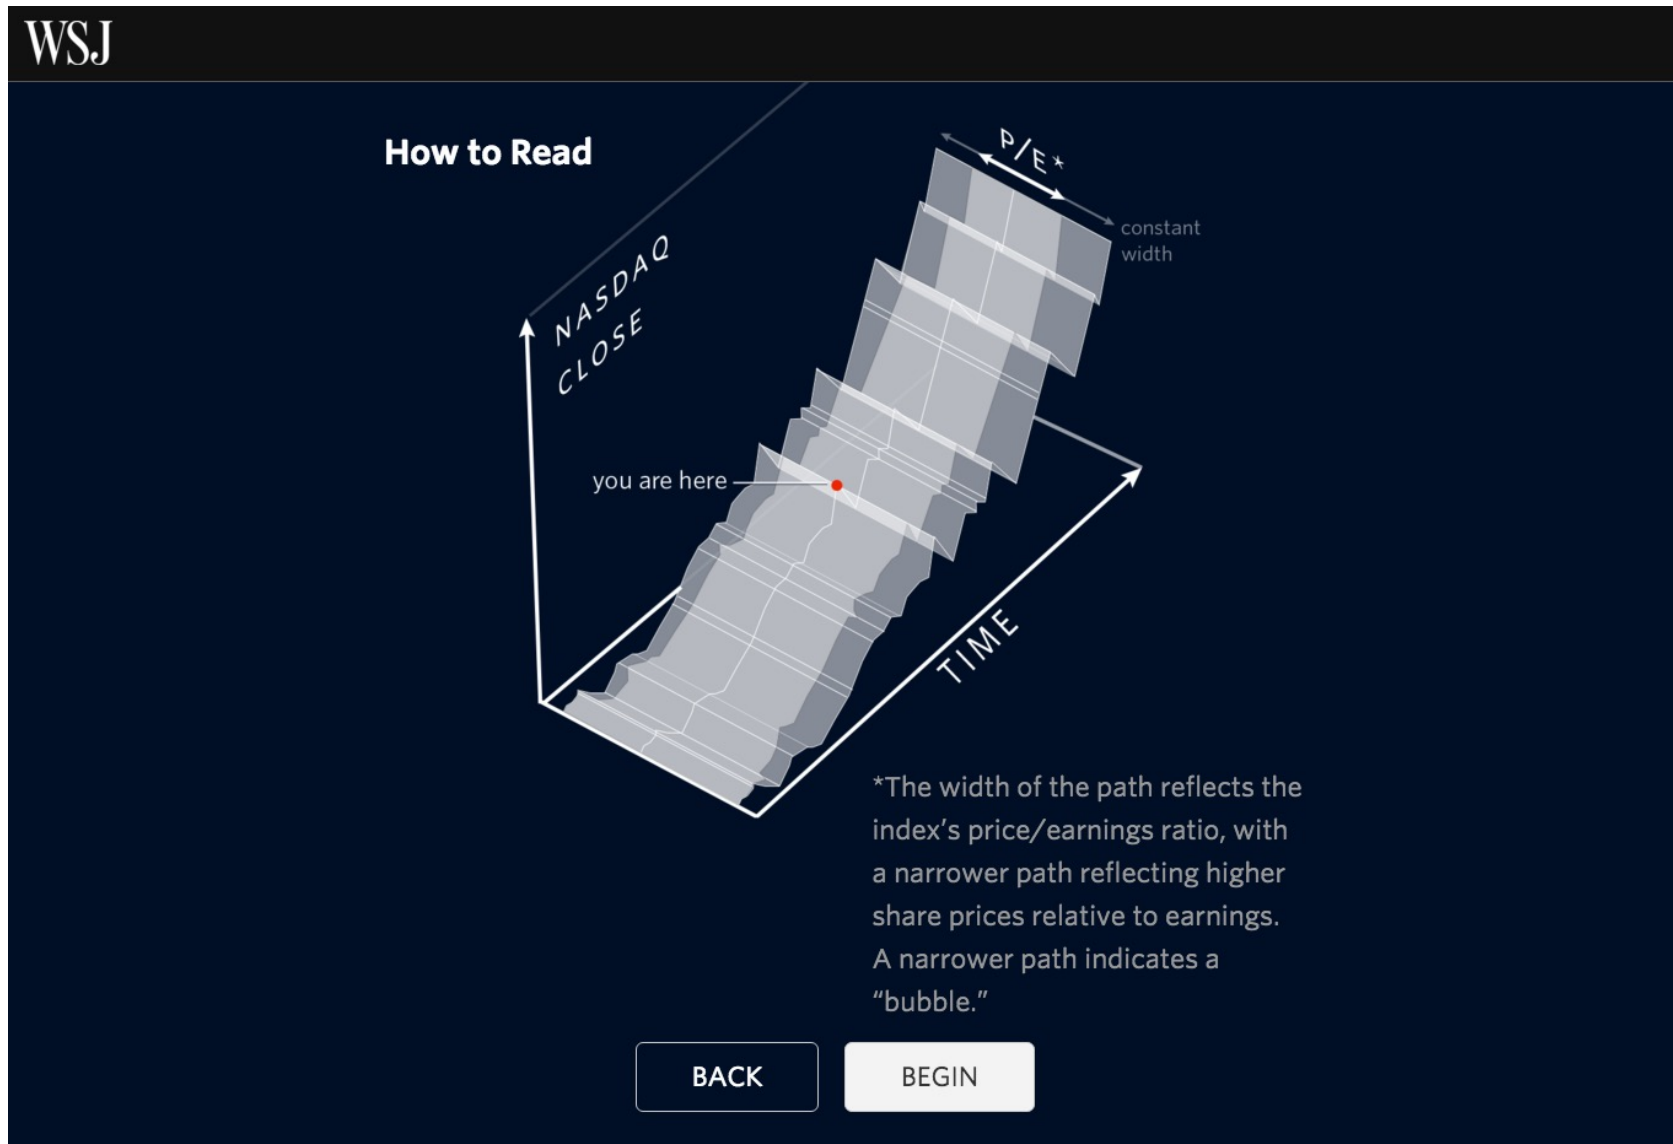 WSJ
How to Read
P/E*
constant
width
NASDAQ
CLOSE
you are here
TIME
*The width of the path reflects the
index’s price/earnings ratio, with
a narrower path reflecting higher
share prices relative to earnings.
A narrower path indicates a
“bubble.”
BACK
BEGIN